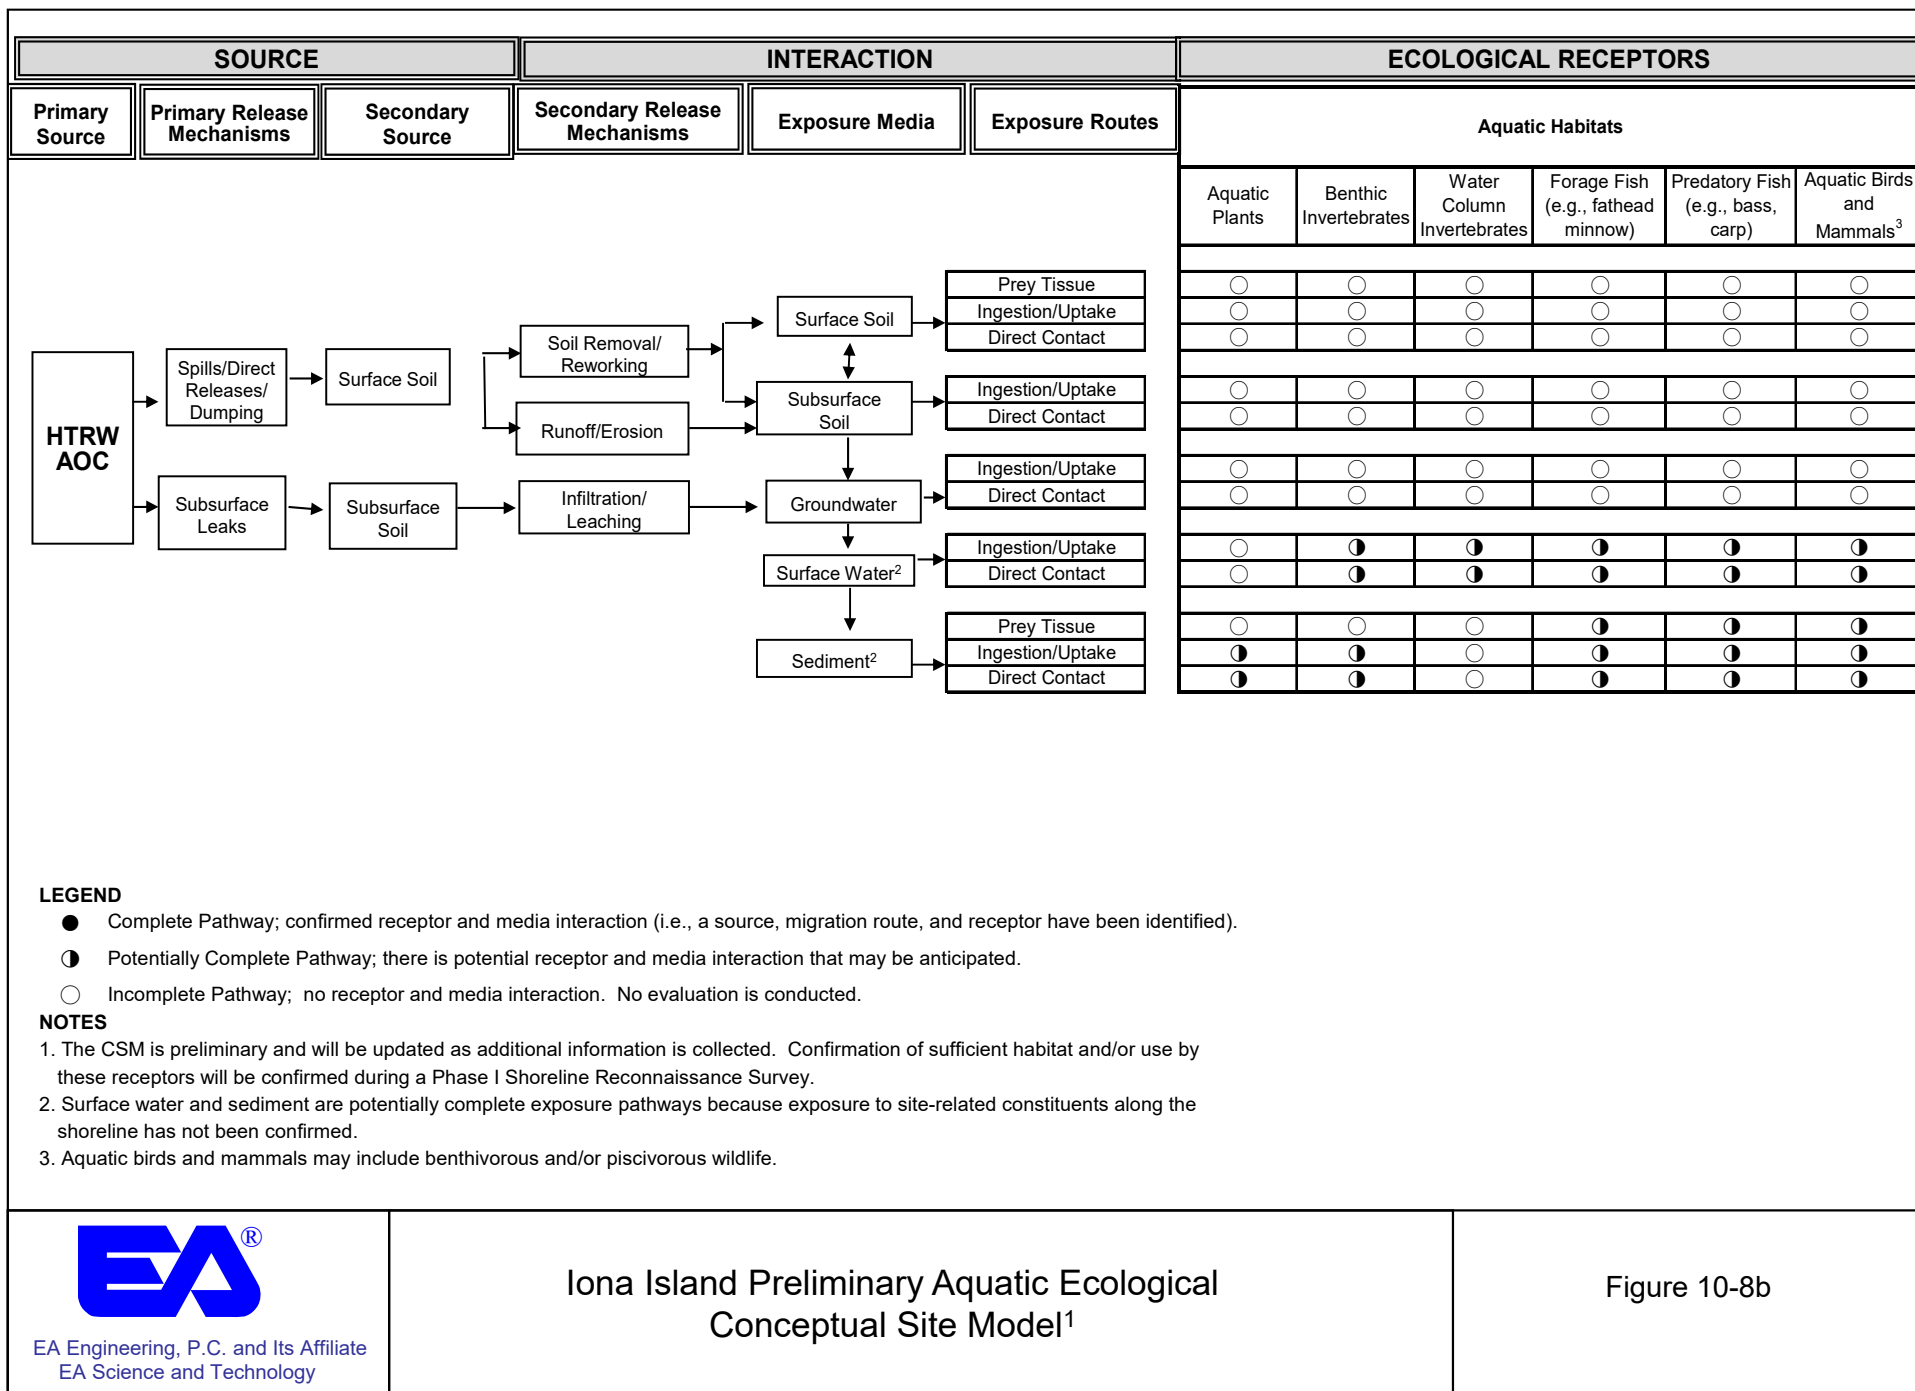 SOURCE
INTERACTION
ECOLOGICAL RECEPTORS
Primary
Source
Primary Release
Mechanisms
Secondary
Source
Secondary Release
Mechanisms
Exposure Media
Exposure Routes
Aquatic Habitats
Aquatic
Plants
Benthic
Invertebrates
Water
Column
Invertebrates
Forage Fish
(e.g., fathead
minnow)
Predatory Fish
(e.g., bass,
carp)
Aquatic Birds
and
Mammals³
HTRW
AOC
Spills/Direct
Releases/
Dumping
Surface Soil
Subsurface
Leaks
Subsurface
Soil
Soil Removal/
Reworking
Runoff/Erosion
Infiltration/
Leaching
Surface Soil
Subsurface
Soil
Groundwater
Surface Water²
Sediment²
Prey Tissue
Ingestion/Uptake
Direct Contact
Ingestion/Uptake
Direct Contact
Ingestion/Uptake
Direct Contact
Ingestion/Uptake
Direct Contact
Prey Tissue
Ingestion/Uptake
Direct Contact
LEGEND
Complete Pathway; confirmed receptor and media interaction (i.e., a source, migration route, and receptor have been identified).
Potentially Complete Pathway; there is potential receptor and media interaction that may be anticipated.
Incomplete Pathway; no receptor and media interaction. No evaluation is conducted.
NOTES
1. The CSM is preliminary and will be updated as additional information is collected. Confirmation of sufficient habitat and/or use by
these receptors will be confirmed during a Phase I Shoreline Reconnaissance Survey.
2. Surface water and sediment are potentially complete exposure pathways because exposure to site-related constituents along the
shoreline has not been confirmed.
3. Aquatic birds and mammals may include benthivorous and/or piscivorous wildlife.
EA®
EA Engineering, P.C. and Its Affiliate
EA Science and Technology
Iona Island Preliminary Aquatic Ecological
Conceptual Site Model¹
Figure 10-8b